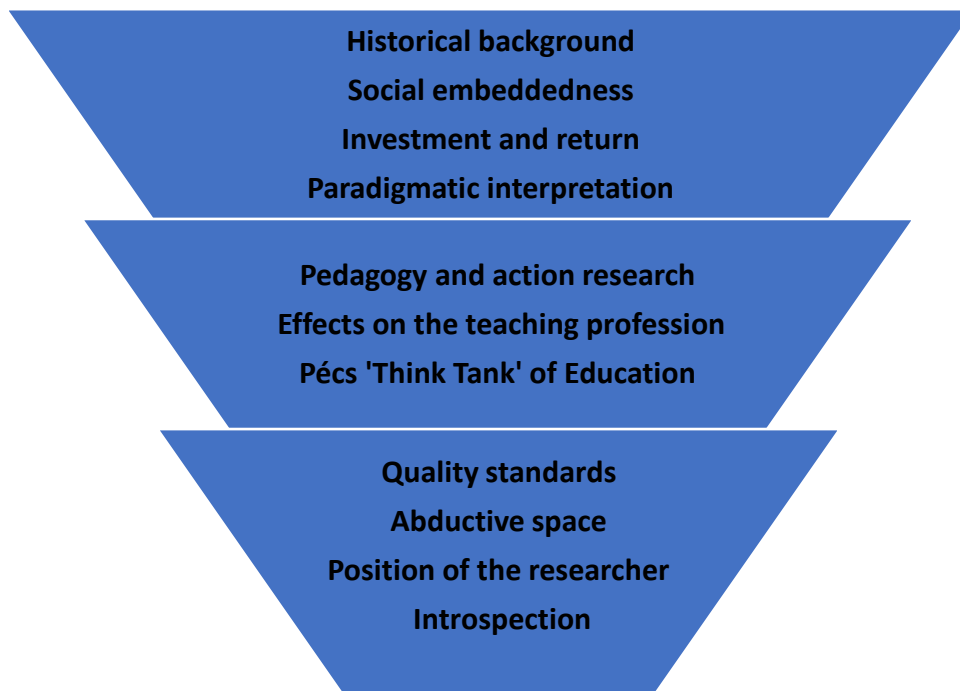 Historical background
Social embeddedness
Investment and return
Paradigmatic interpretation
Pedagogy and action research
Effects on the teaching profession
Pécs 'Think Tank' of Education
Quality standards
Abductive space
Position of the researcher
Introspection